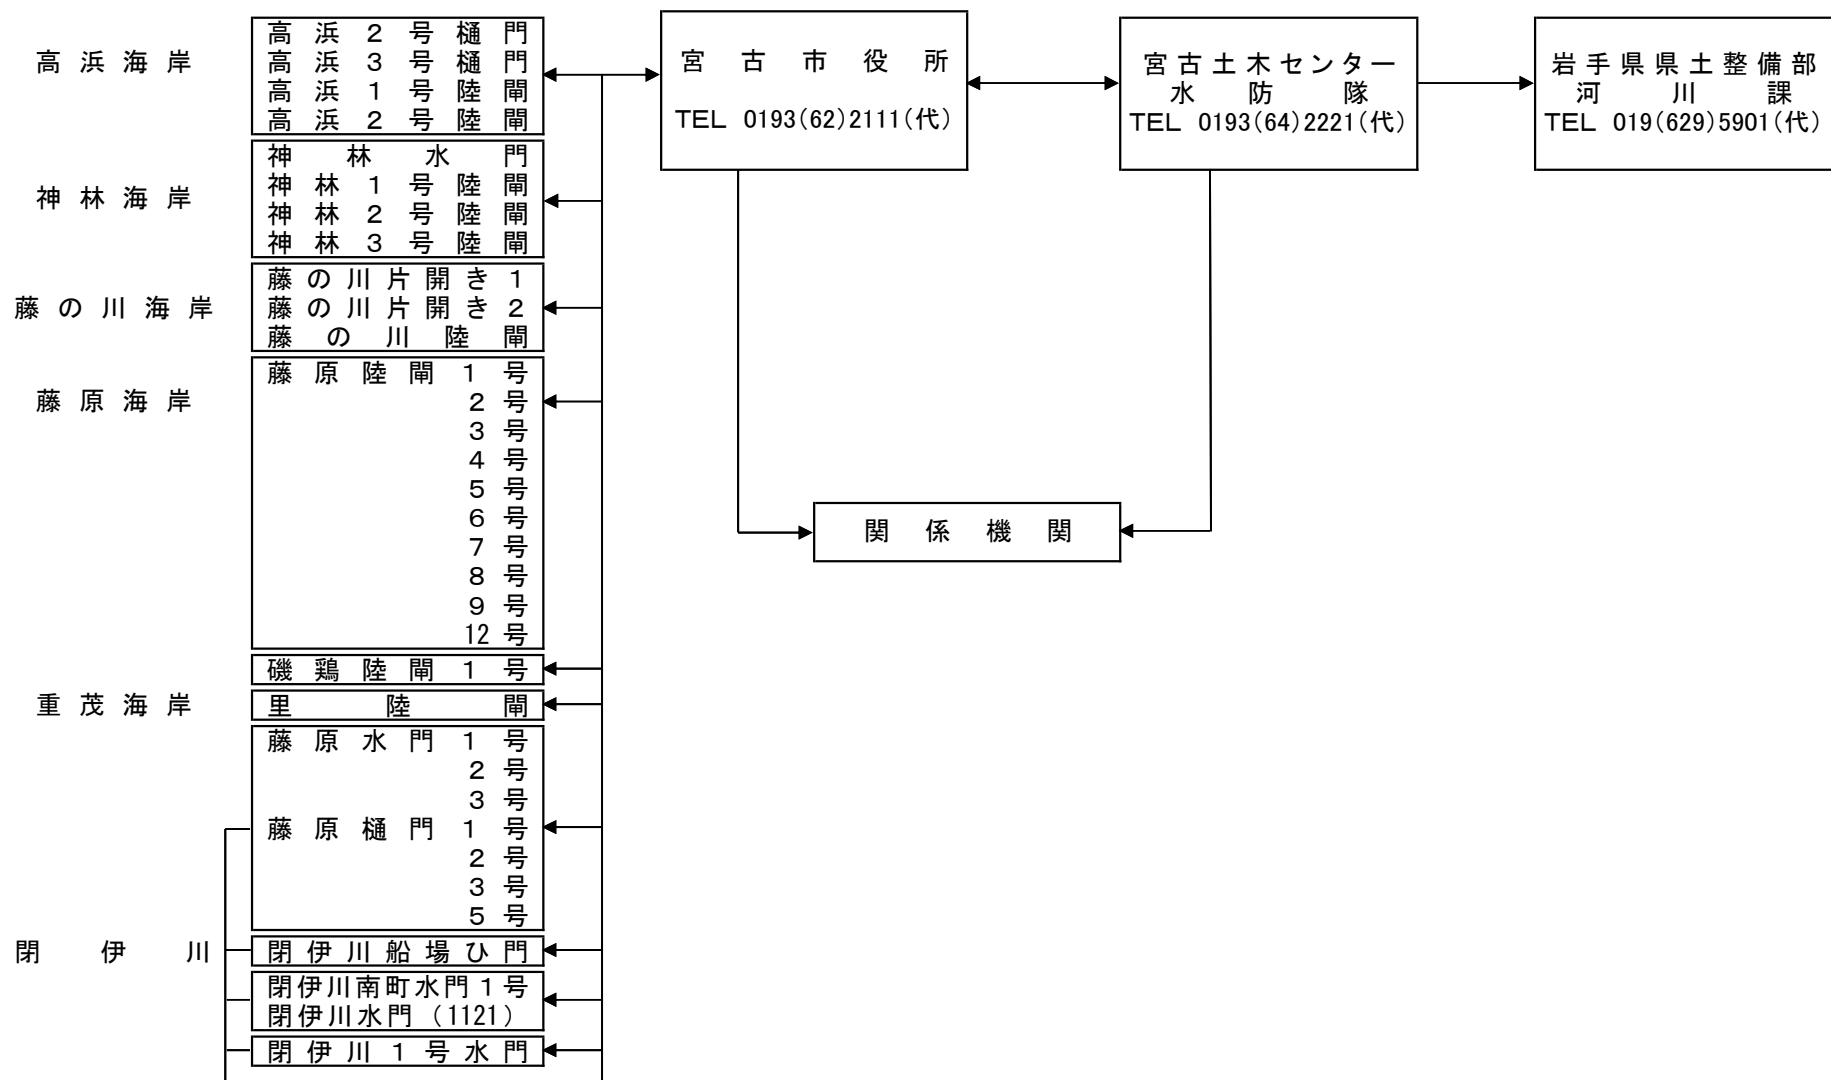 高浜海岸
高浜２号樋門
高浜３号樋門
高浜１号陸閘
高浜２号陸閘
宮古市役所
TEL 0193(62)2111(代)
宮古土木センター
水防隊
TEL 0193(64)2221(代)
岩手県県土整備部
河川課
TEL 019(629)5901(代)
神林海岸
神林水門
神林１号陸閘
神林２号陸閘
神林３号陸閘
藤の川海岸
藤の川片開き１
藤の川片開き２
藤の川陸閘
藤原海岸
藤原陸閘１号
２号
３号
４号
５号
６号
７号
８号
９号
12号
関係機関
磯鶏陸閘１号
重茂海岸
里陸閘
藤原水門１号
２号
３号
藤原樋門１号
２号
３号
５号
閉伊川
閉伊川船場ひ門
閉伊川南町水門１号
閉伊川水門（1121）
閉伊川１号水門